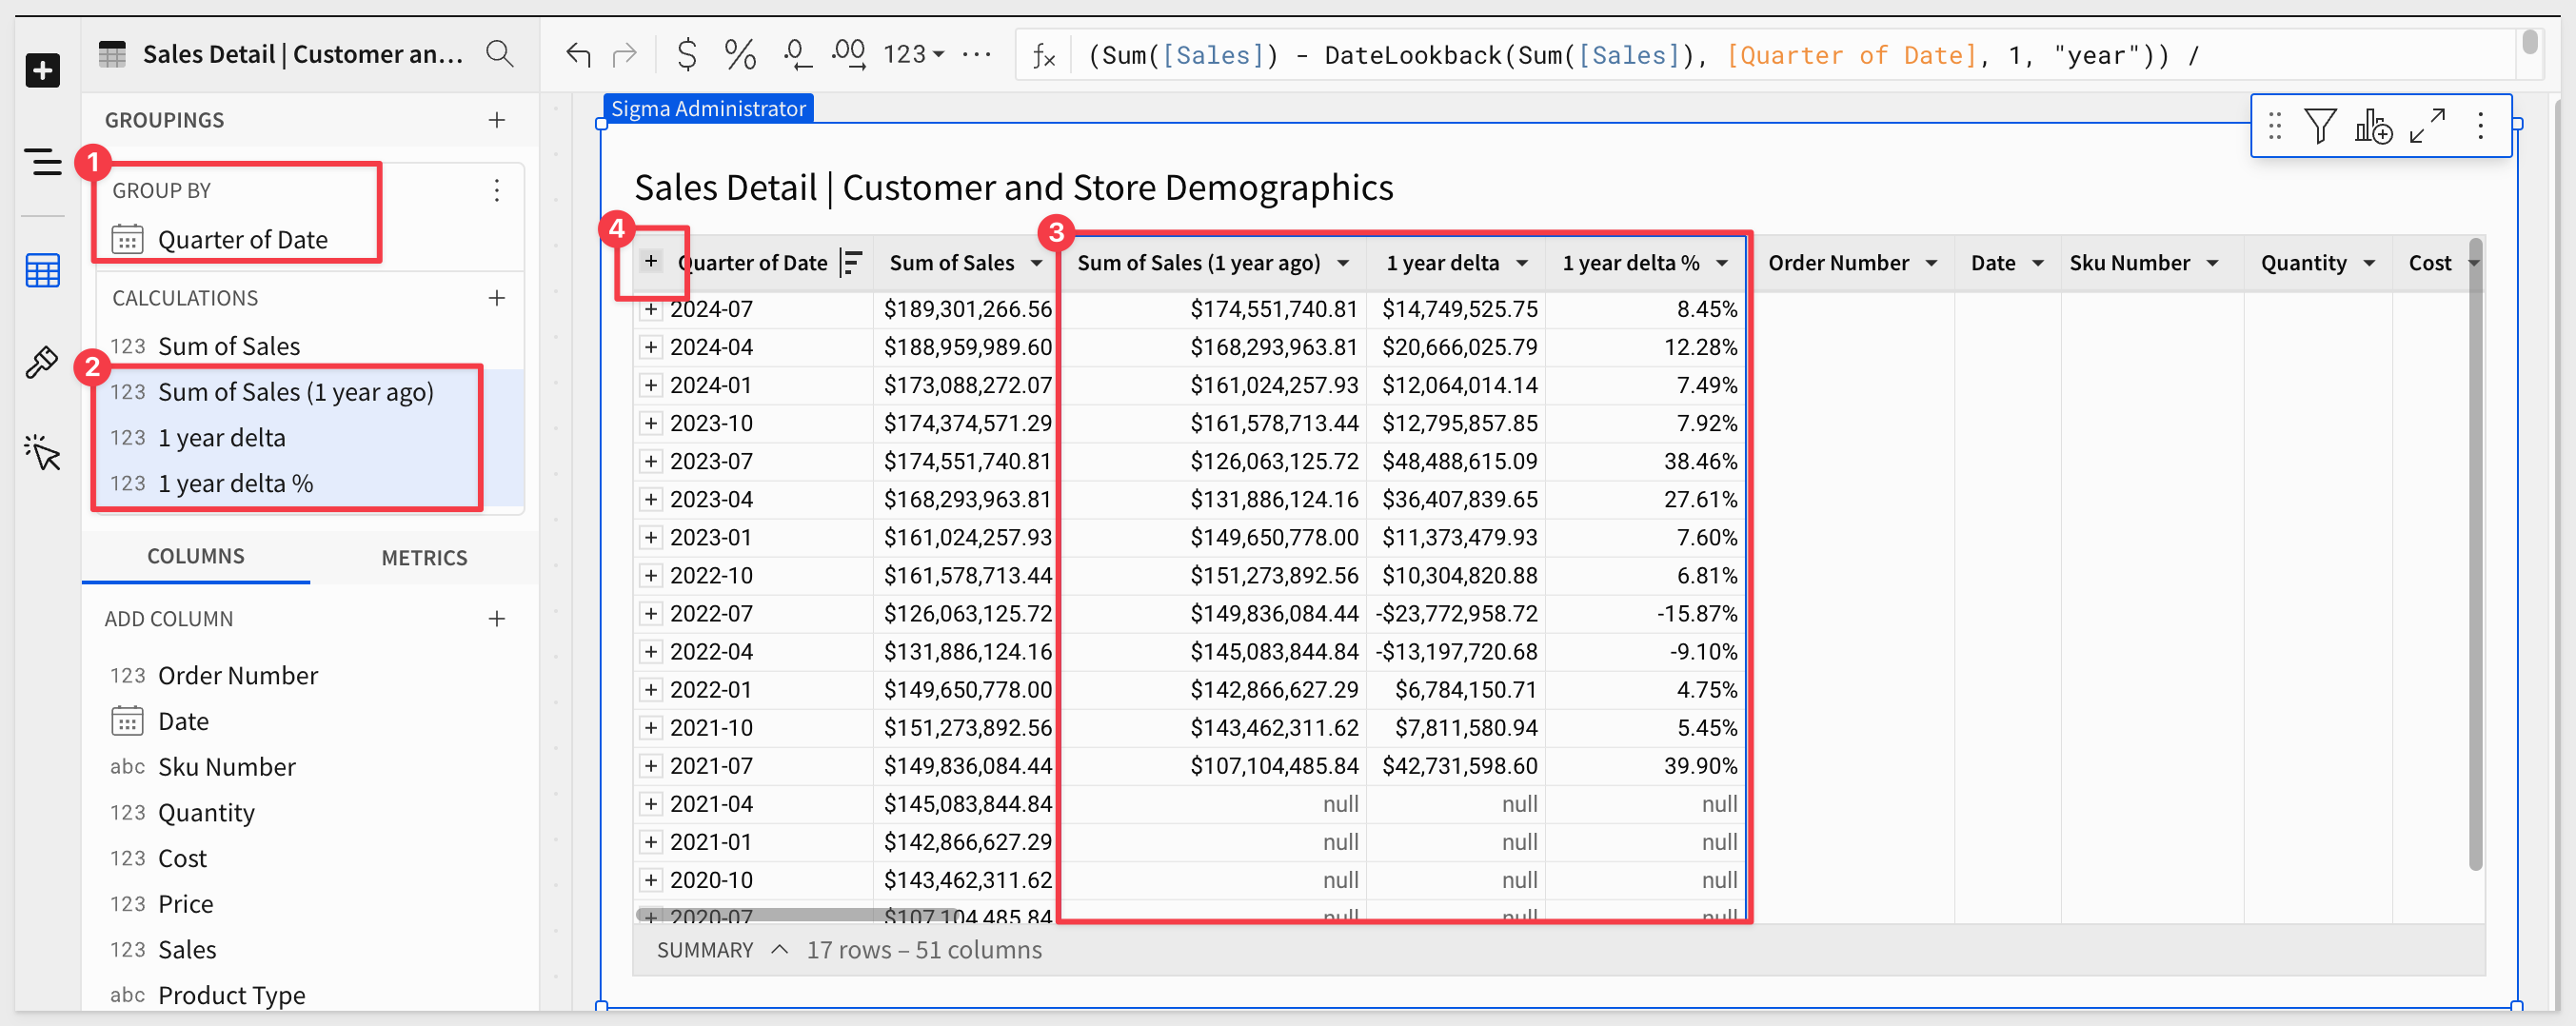 Sales Detail | Customer an...
$ % .0 .00 123 ...
fx (Sum([Sales]) - DateLookback(Sum([Sales]), [Quarter of Date], 1, "year")) /
GROUPINGS
1
GROUP BY
Quarter of Date
CALCULATIONS
123 Sum of Sales
2
123 Sum of Sales (1 year ago)
123 1 year delta
123 1 year delta %
COLUMNS METRICS
ADD COLUMN
123 Order Number
Date
abc Sku Number
123 Quantity
123 Cost
123 Price
123 Sales
abc Product Type
Sigma Administrator
Sales Detail | Customer and Store Demographics
4 3
Quarter of Date Sum of Sales Sum of Sales (1 year ago) 1 year delta 1 year delta % Order Number Date Sku Number Quantity Cost
2024-07 $189,301,266.56 $174,551,740.81 $14,749,525.75 8.45%
2024-04 $188,959,989.60 $168,293,963.81 $20,666,025.79 12.28%
2024-01 $173,088,272.07 $161,024,257.93 $12,064,014.14 7.49%
2023-10 $174,374,571.29 $161,578,713.44 $12,795,857.85 7.92%
2023-07 $174,551,740.81 $126,063,125.72 $48,488,615.09 38.46%
2023-04 $168,293,963.81 $131,886,124.16 $36,407,839.65 27.61%
2023-01 $161,024,257.93 $149,650,778.00 $11,373,479.93 7.60%
2022-10 $161,578,713.44 $151,273,892.56 $10,304,820.88 6.81%
2022-07 $126,063,125.72 $149,836,084.44 -$23,772,958.72 -15.87%
2022-04 $131,886,124.16 $145,083,844.84 -$13,197,720.68 -9.10%
2022-01 $149,650,778.00 $142,866,627.29 $6,784,150.71 4.75%
2021-10 $151,273,892.56 $143,462,311.62 $7,811,580.94 5.45%
2021-07 $149,836,084.44 $107,104,485.84 $42,731,598.60 39.90%
2021-04 $145,083,844.84 null null null
2021-01 $142,866,627.29 null null null
2020-10 $143,462,311.62 null null null
2020-07 $107,104,485.84 null null null
SUMMARY 17 rows – 51 columns